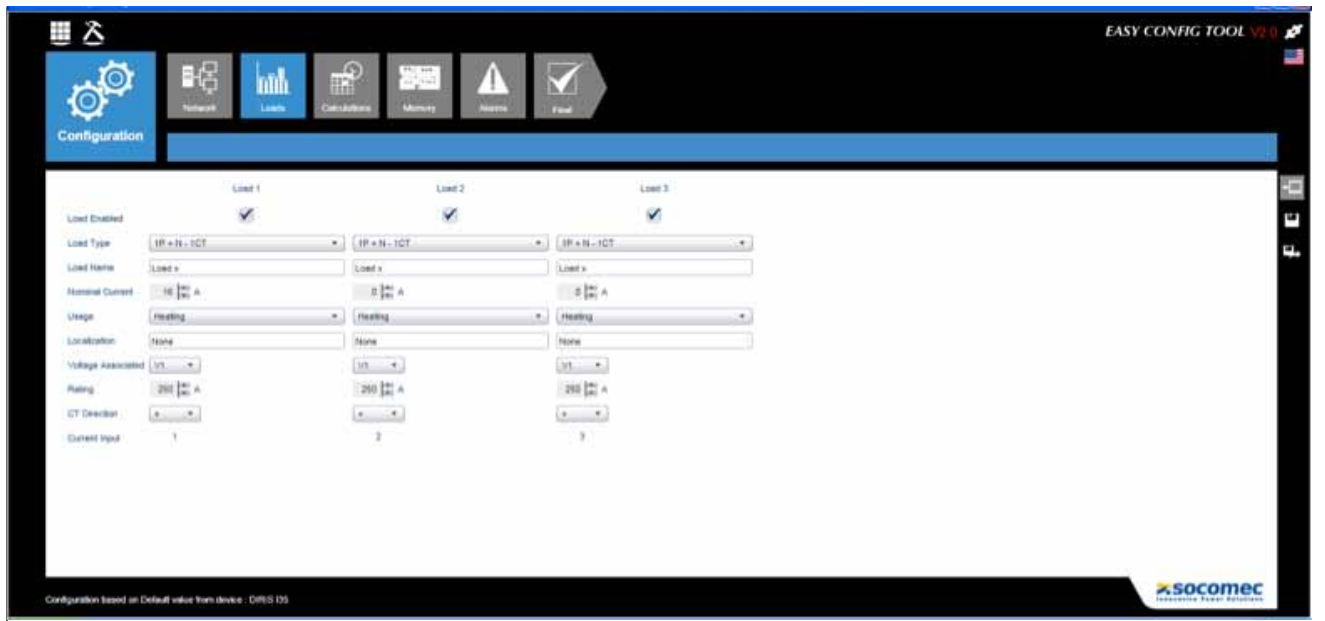 EASY CONFIG TOOL V2.0
Network Loads Calculations Memory Alarms Final
Configuration
Load 1 Load 2 Load 3
Load Enabled
Load Type 1P + N - 1CT 1P + N - 1CT 1P + N - 1CT
Load Name Load x Load x Load x
Nominal Current 16 A 0 A 0 A
Usage Heating Heating Heating
Localization None None None
Voltage Associated V1 V1 V1
Rating 250 A 250 A 250 A
CT Direction + + +
Current Input 1 2 3
socomec
Innovative Power Solutions
Configuration based on Default value from device : DIRIS I35